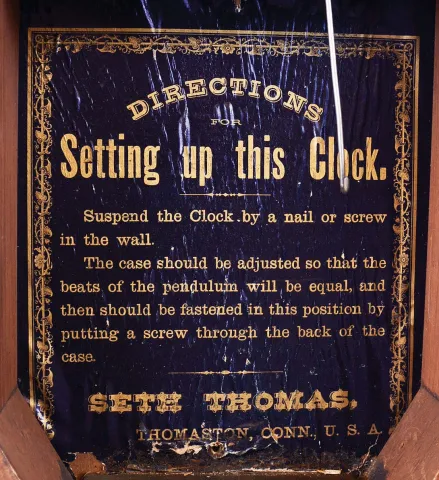 DIRECTIONS
FOR
Setting up this Clock.
Suspend the Clock by a nail or screw
in the wall.
The case should be adjusted so that the
beats of the pendulum will be equal, and
then should be fastened in this position by
putting a screw through the back of the
case.
SETH THOMAS,
THOMASTON, CONN., U. S. A.